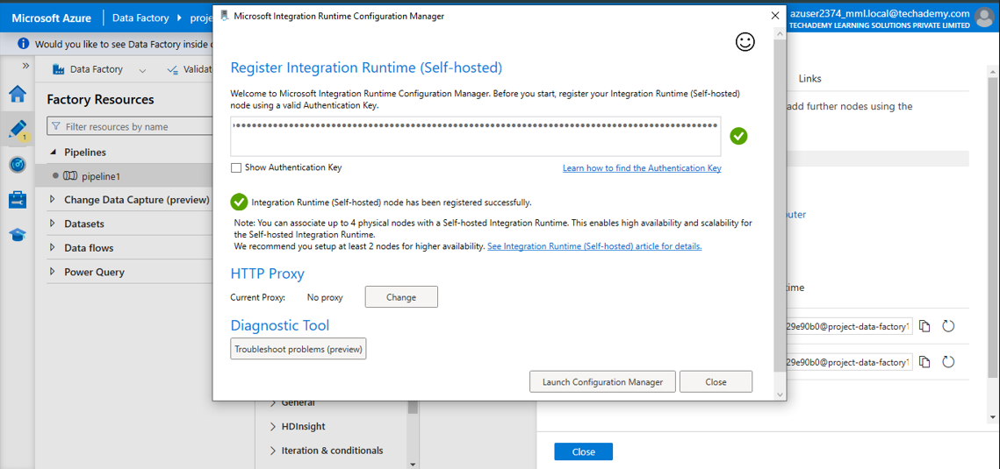 Microsoft Azure
Data Factory
proje
azuser2374_mml.local@techademy.com
TECHADEMY LEARNING SOLUTIONS PRIVATE LIMITED
Would you like to see Data Factory inside
Data Factory
Validat
1
Factory Resources
Filter resources by name
Pipelines
pipeline1
Change Data Capture (preview)
Datasets
Data flows
Power Query
Microsoft Integration Runtime Configuration Manager
Register Integration Runtime (Self-hosted)
Welcome to Microsoft Integration Runtime Configuration Manager. Before you start, register your Integration Runtime (Self-hosted)
node using a valid Authentication Key.
Show Authentication Key
Learn how to find the Authentication Key
Integration Runtime (Self-hosted) node has been registered successfully.
Note: You can associate up to 4 physical nodes with a Self-hosted Integration Runtime. This enables high availability and scalability for
the Self-hosted Integration Runtime.
We recommend you setup at least 2 nodes for higher availability. See Integration Runtime (Self-hosted) article for details.
HTTP Proxy
Current Proxy: No proxy
Change
Diagnostic Tool
Troubleshoot problems (preview)
Launch Configuration Manager
Close
General
HDInsight
Iteration & conditionals
Links
add further nodes using the
uter
time
29e90b0@project-data-factory1
29e90b0@project-data-factory1
Close